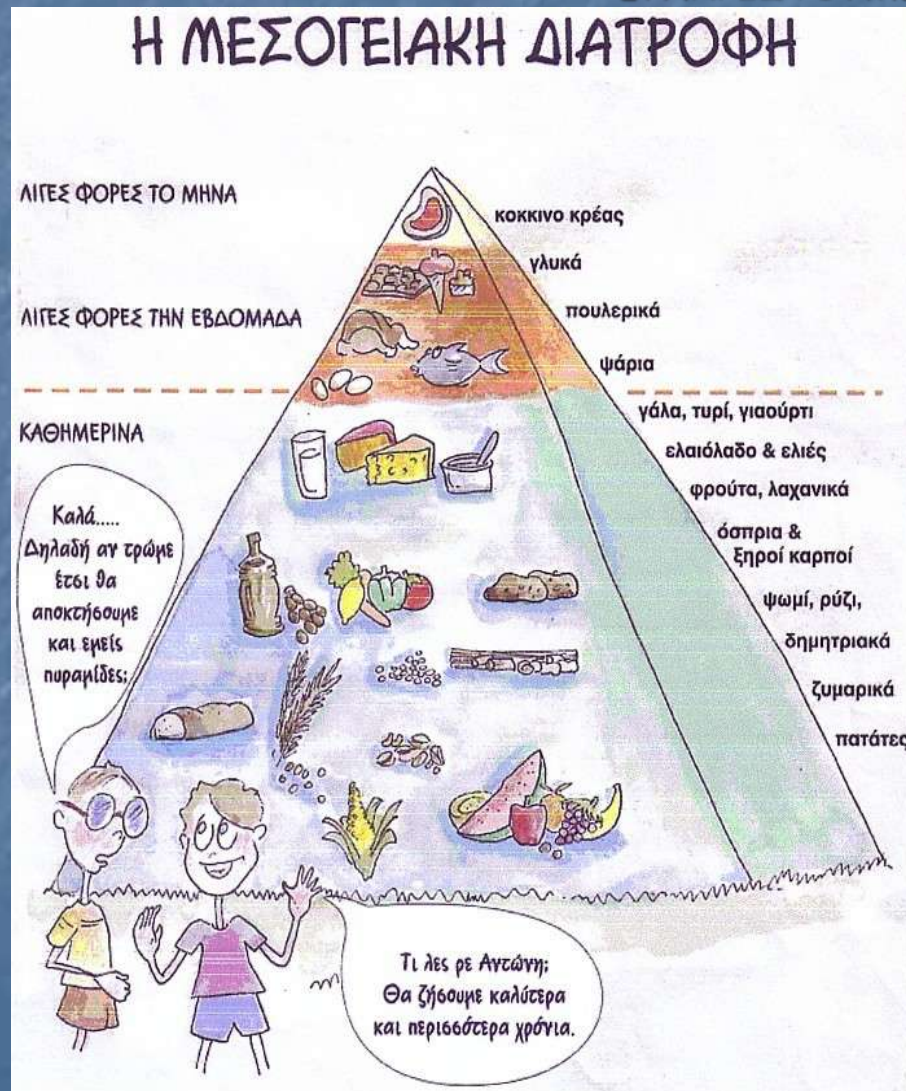 Η ΜΕΣΟΓΕΙΑΚΗ ΔΙΑΤΡΟΦΗ
ΛΙΓΕΣ ΦΟΡΕΣ ΤΟ ΜΗΝΑ
κοκκινο κρέας
γλυκά
ΛΙΓΕΣ ΦΟΡΕΣ ΤΗΝ ΕΒΔΟΜΑΔΑ
πουλερικά
ψάρια
γάλα, τυρί, γιαούρτι
ΚΑΘΗΜΕΡΙΝΑ
ελαιόλαδο & ελιές
φρούτα, λαχανικά
όσπρια &
ξηροί καρποί
ψωμί, ρύζι,
δημητριακά
ζυμαρικά
πατάτες
Καλά.....
Δηλαδή αν τρώμε
έτσι θα
αποκτήσουμε
και εμείς
πυραμίδες;
Τι λες ρε Αντώνη;
Θα ζήσουμε καλύτερα
και περισσότερα χρόνια.